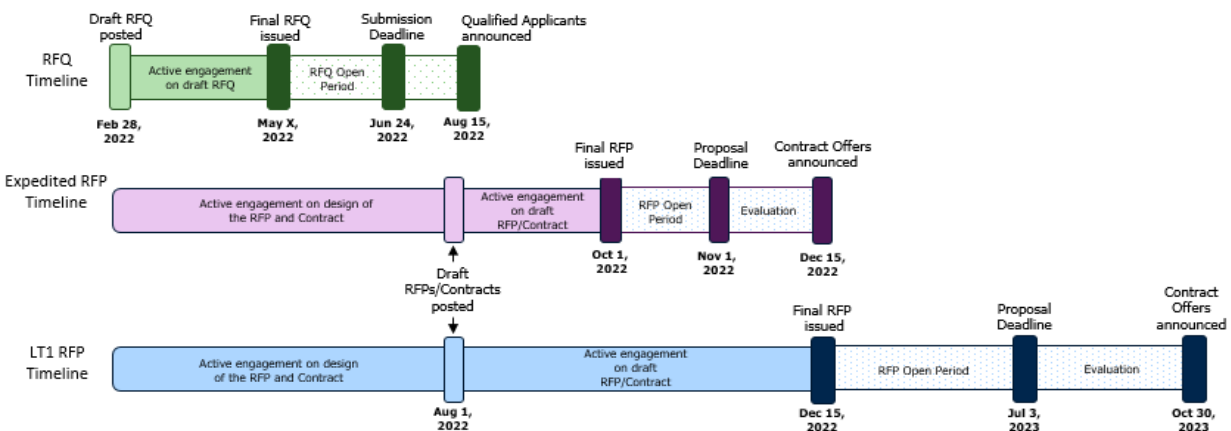 Draft RFQ
posted
Final RFQ
issued
Submission
Deadline
Qualified Applicants
announced
RFQ
Timeline
Active engagement
on draft RFQ
RFQ Open
Period
Feb 28,
2022
May X,
2022
Jun 24,
2022
Aug 15,
2022
Final RFP
issued
Proposal
Deadline
Contract Offers
announced
Expedited RFP
Timeline
Active engagement on design of
the RFP and Contract
Active engagement
on draft
RFP/Contract
RFP Open
Period
Evaluation
Oct 1,
2022
Nov 1,
2022
Dec 15,
2022
Draft
RFPs/Contracts
posted
Final RFP
issued
Proposal
Deadline
Contract
Offers
announced
LT1 RFP
Timeline
Active engagement on design
of the RFP and Contract
Active engagement
on draft
RFP/Contract
RFP Open Period
Evaluation
Aug 1,
2022
Dec 15,
2022
Jul 3,
2023
Oct 30,
2023